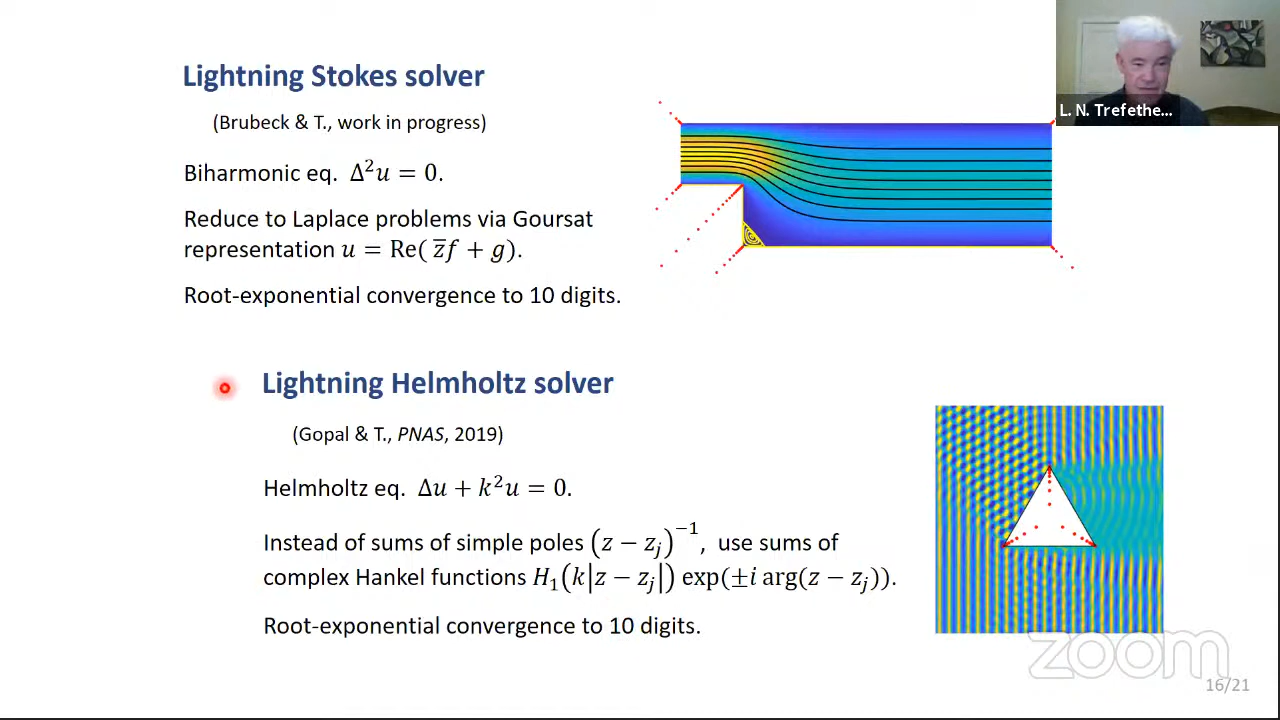 Lightning Stokes solver
(Brubeck & T., work in progress)
Biharmonic eq. Δ²u = 0.
Reduce to Laplace problems via Goursat
representation u = Re( z̅f + g).
Root-exponential convergence to 10 digits.
L. N. Trefethe...
Lightning Helmholtz solver
(Gopal & T., PNAS, 2019)
Helmholtz eq. Δu + k²u = 0.
Instead of sums of simple poles (z − zⱼ)⁻¹, use sums of
complex Hankel functions H₁(k|z − zⱼ|) exp(±i arg(z − zⱼ)).
Root-exponential convergence to 10 digits.
zoom
16/21